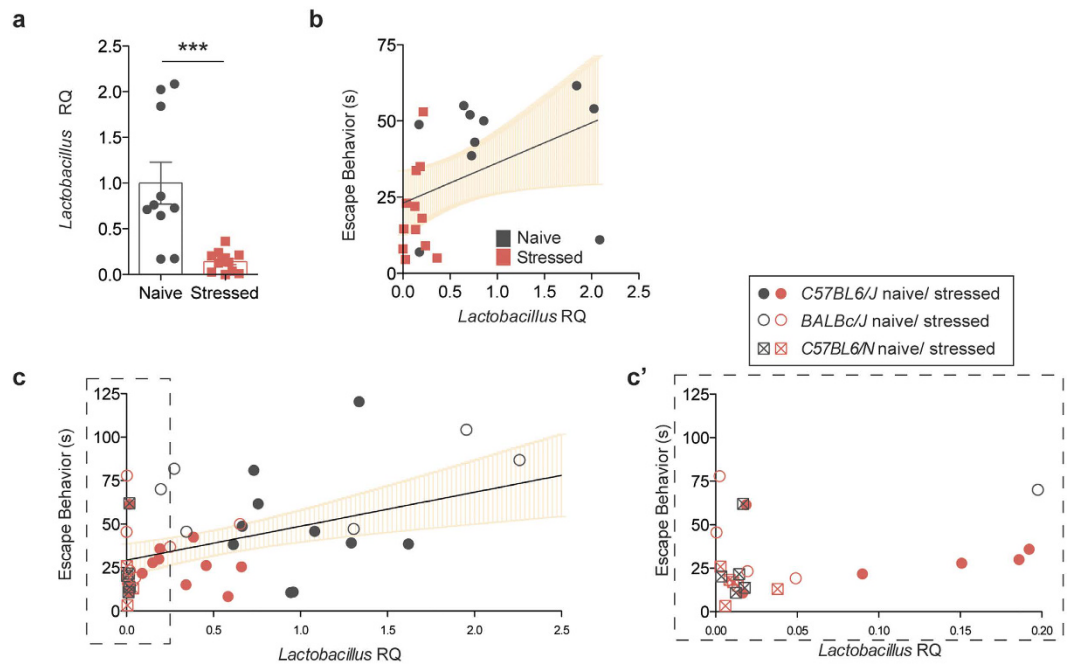 a
***
Lactobacillus RQ
2.5
2.0
1.5
1.0
0.5
0.0
Naive Stressed
b
Escape Behavior (s)
75
50
25
0
Naive
Stressed
0.0 0.5 1.0 1.5 2.0 2.5
Lactobacillus RQ
C57BL6/J naive/ stressed
BALBc/J naive/ stressed
C57BL6/N naive/ stressed
c
Escape Behavior (s)
125
100
75
50
25
0
0.0 0.5 1.0 1.5 2.0 2.5
Lactobacillus RQ
c'
Escape Behavior (s)
125
100
75
50
25
0
0.00 0.05 0.10 0.15 0.20
Lactobacillus RQ